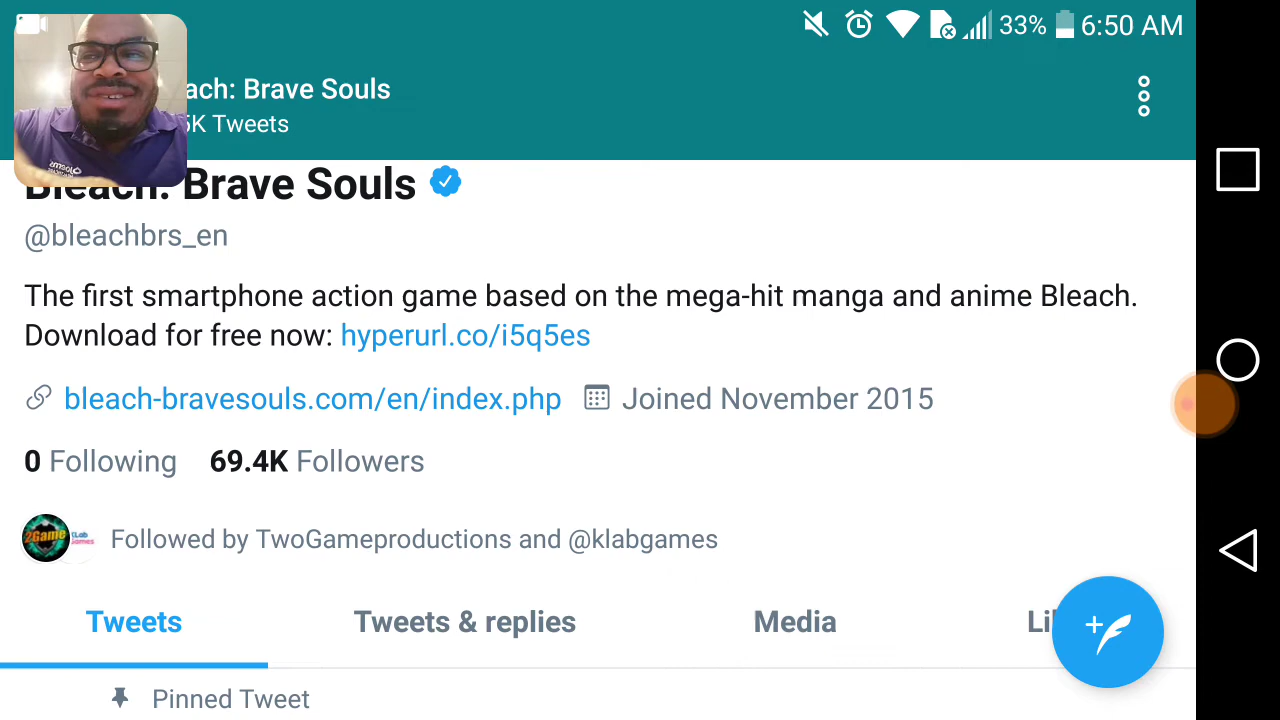 33% 6:50 AM
ach: Brave Souls
5K Tweets
Bleach: Brave Souls
@bleachbrs_en
The first smartphone action game based on the mega-hit manga and anime Bleach.
Download for free now: hyperurl.co/i5q5es
bleach-bravesouls.com/en/index.php Joined November 2015
0 Following 69.4K Followers
2Game KLab Games
Followed by TwoGameproductions and @klabgames
Tweets Tweets & replies Media Li
Pinned Tweet